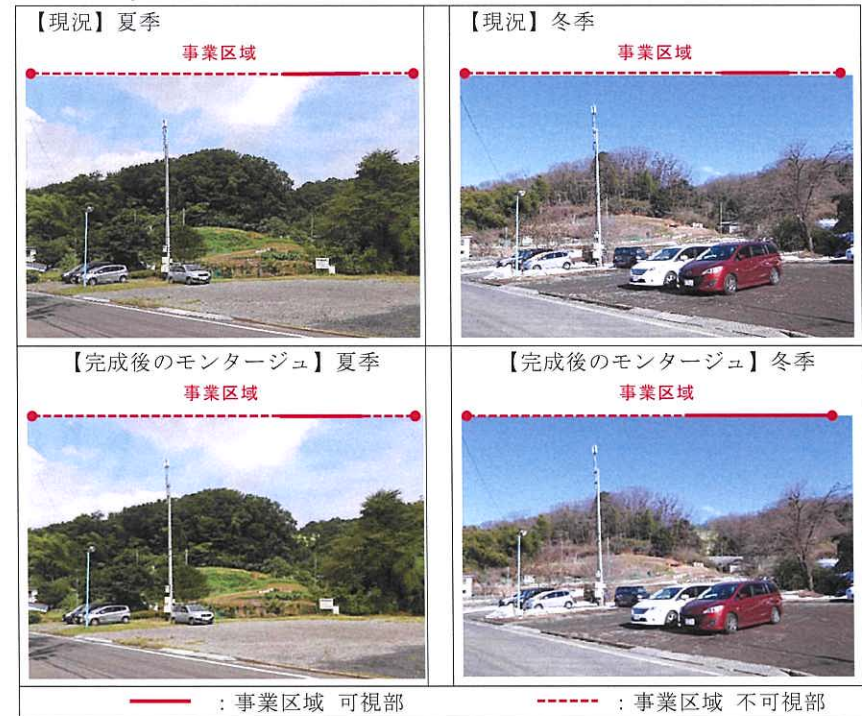 【現況】夏季
事業区域
【現況】冬季
事業区域
【完成後のモンタージュ】夏季
事業区域
【完成後のモンタージュ】冬季
事業区域
：事業区域 可視部
：事業区域 不可視部